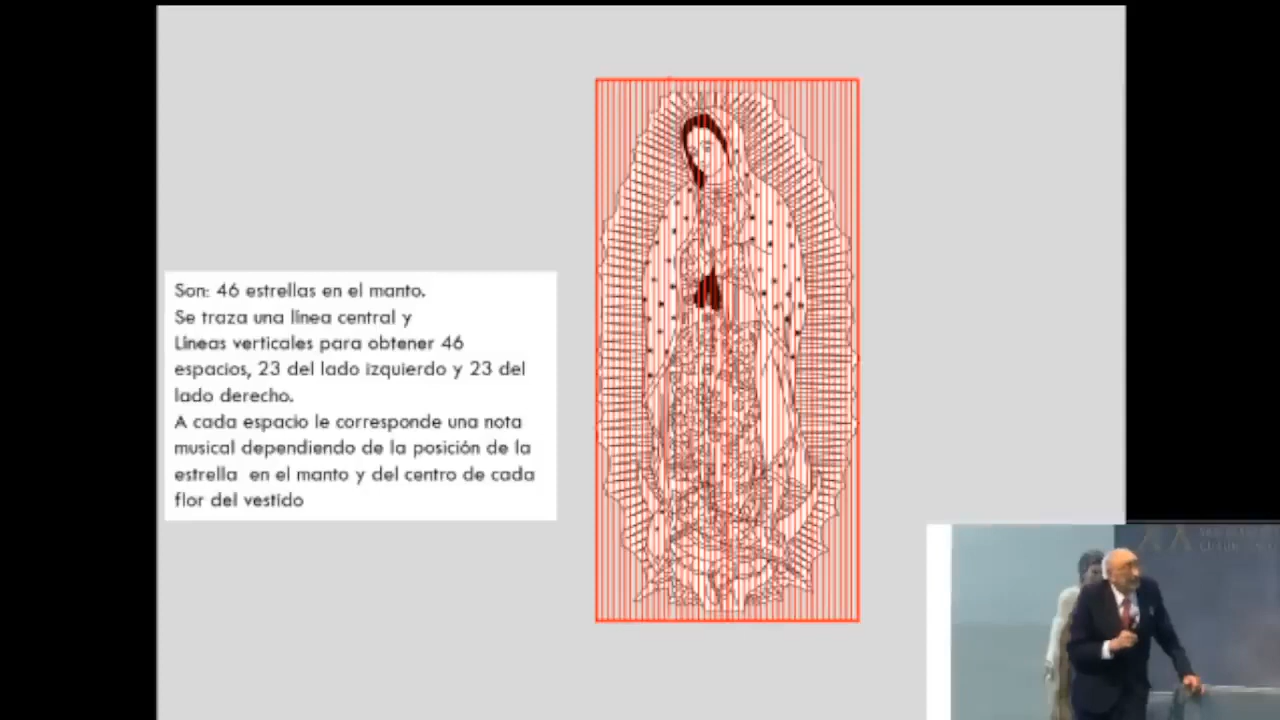 Son: 46 estrellas en el manto.
Se traza una línea central y
Líneas verticales para obtener 46
espacios, 23 del lado izquierdo y 23 del
lado derecho.
A cada espacio le corresponde una nota
musical dependiendo de la posición de la
estrella  en el manto y del centro de cada
flor del vestido